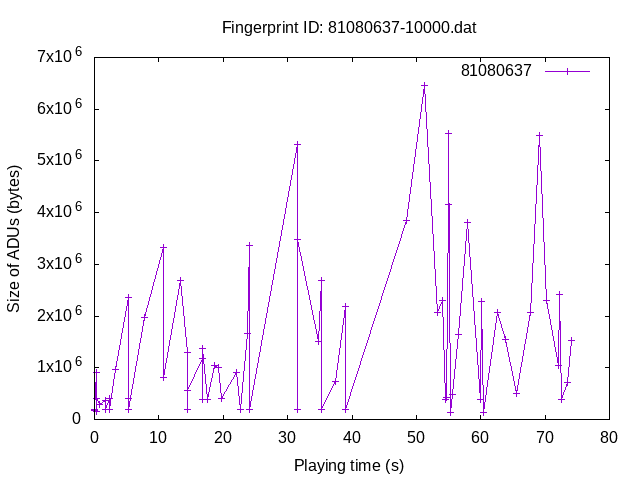 Fingerprint ID: 81080637-10000.dat
81080637
7x10^6
6x10^6
5x10^6
4x10^6
3x10^6
2x10^6
1x10^6
0
Size of ADUs (bytes)
0 10 20 30 40 50 60 70 80
Playing time (s)